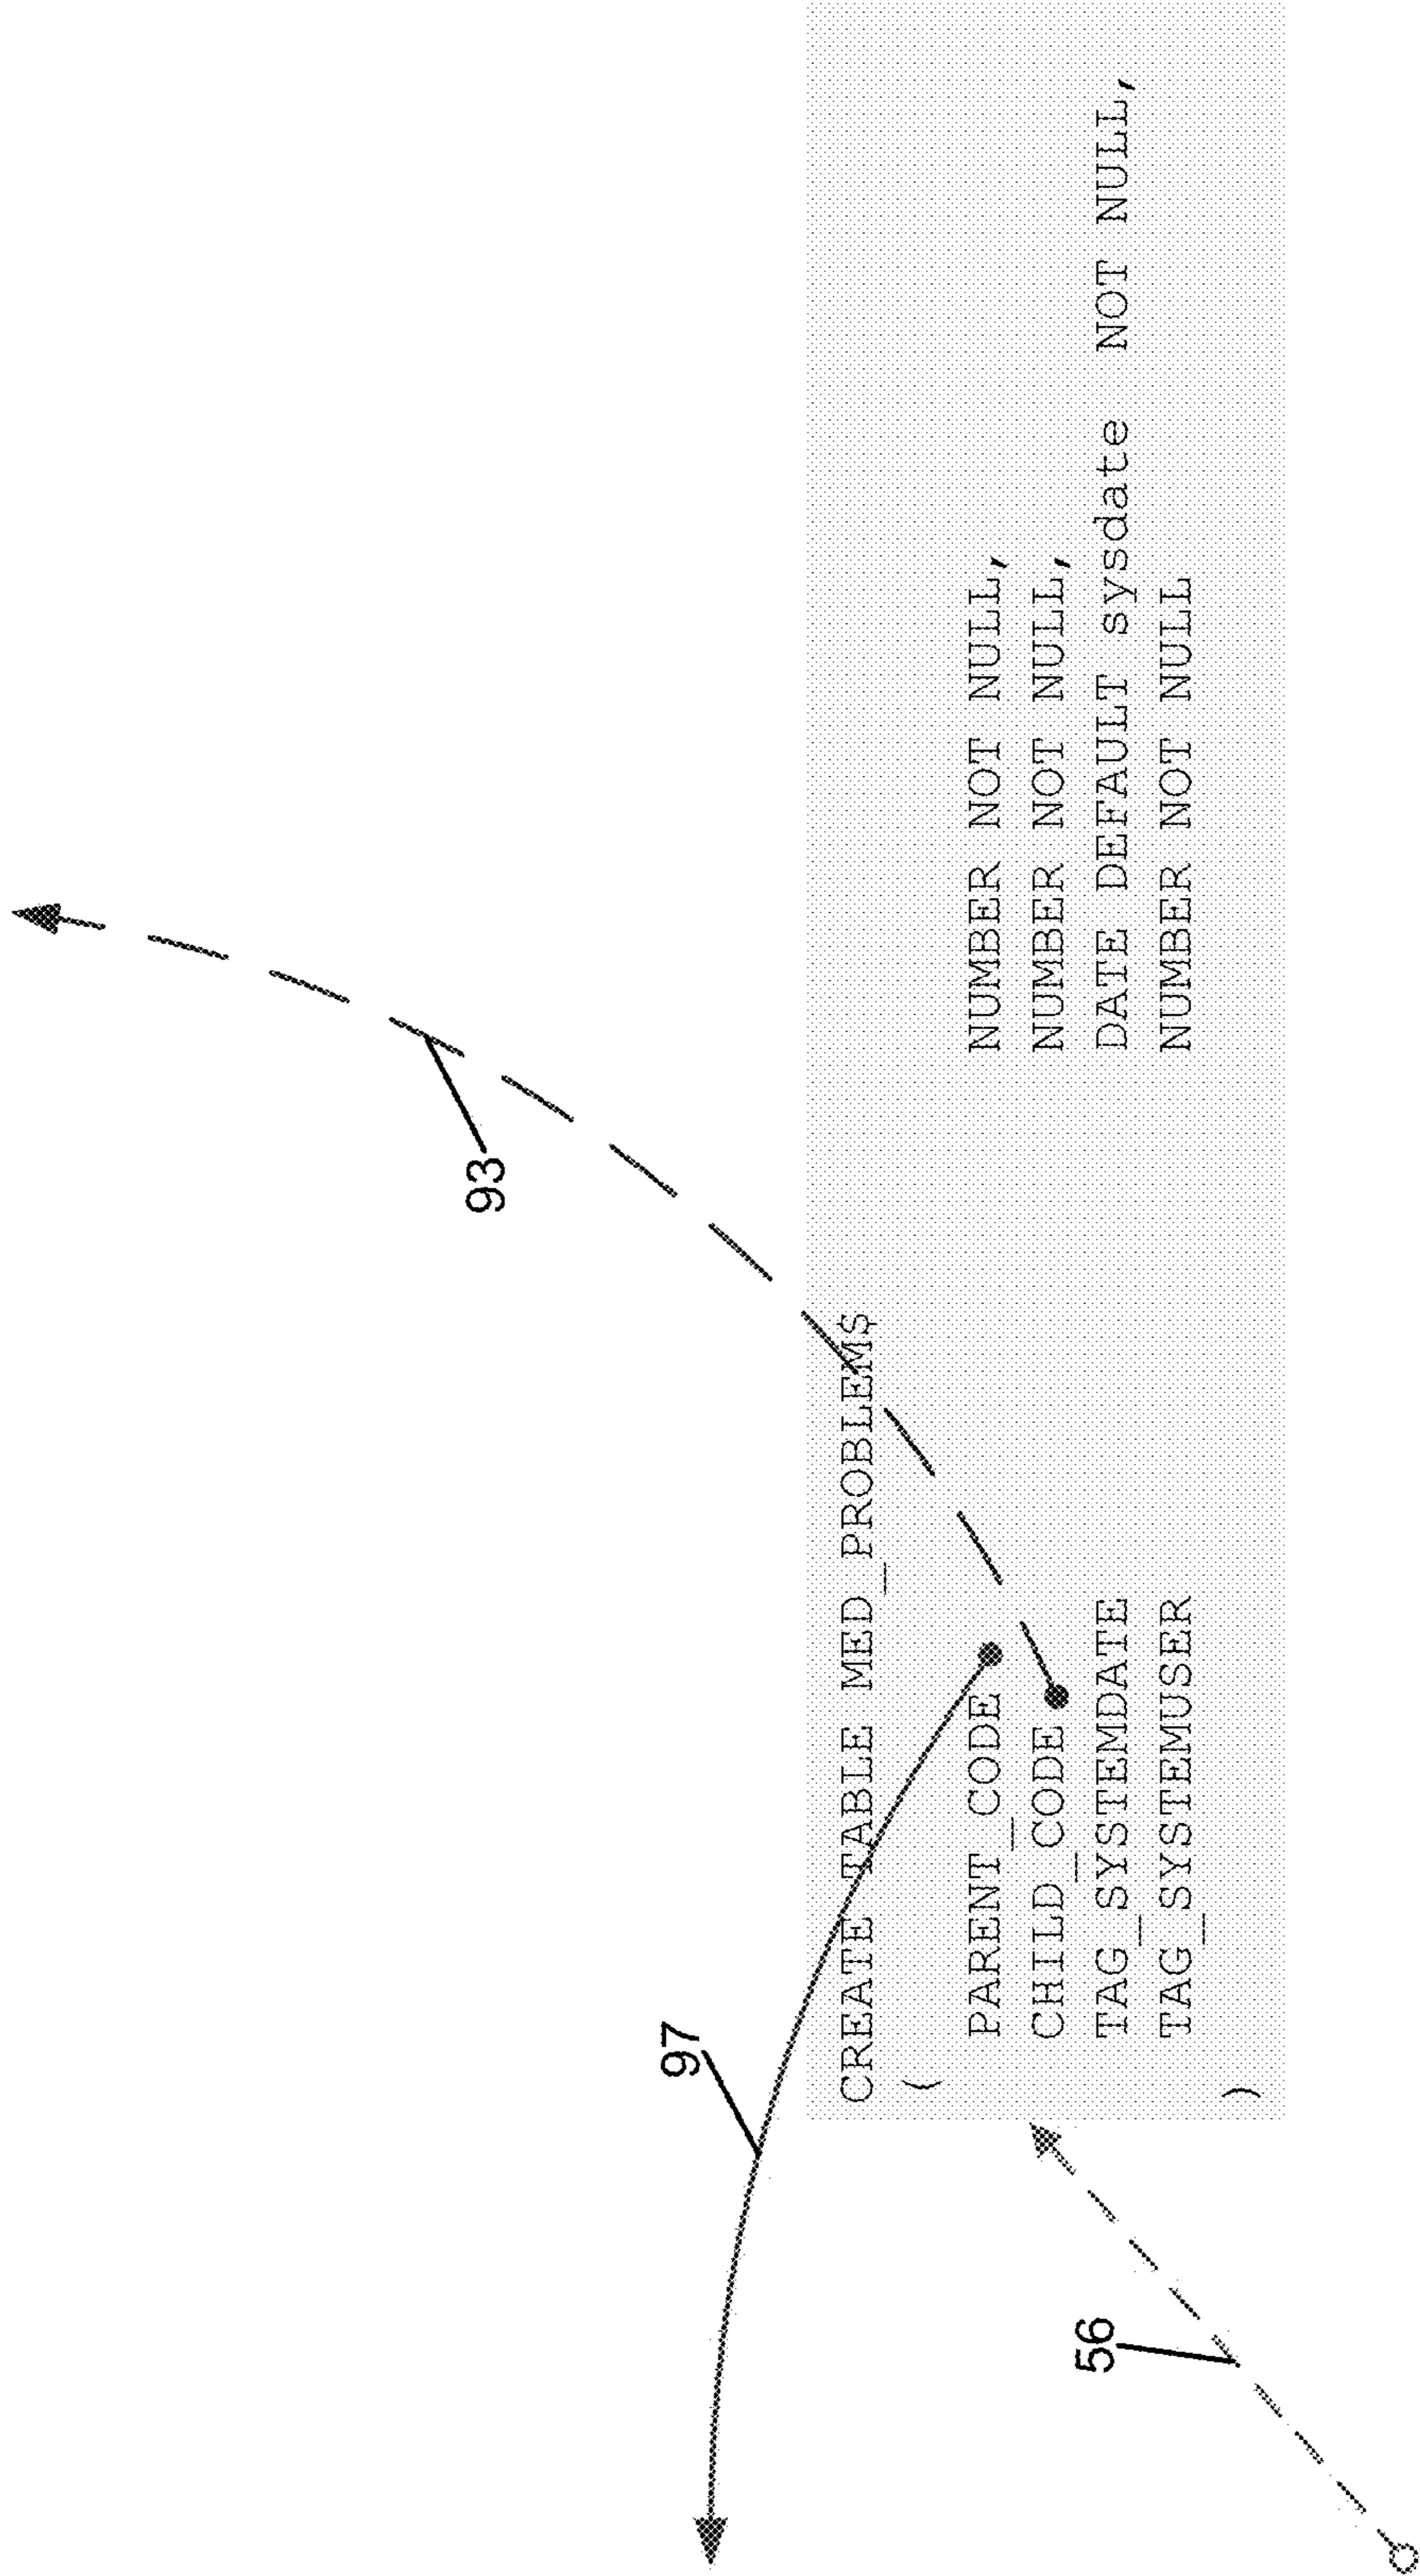 93
97
CREATE TABLE MED_PROBLEMS
(
PARENT_CODE NUMBER NOT NULL,
CHILD_CODE NUMBER NOT NULL,
TAG_SYSTEMDATE DATE DEFAULT sysdate NOT NULL,
TAG_SYSTEMUSER NUMBER NOT NULL
)
56